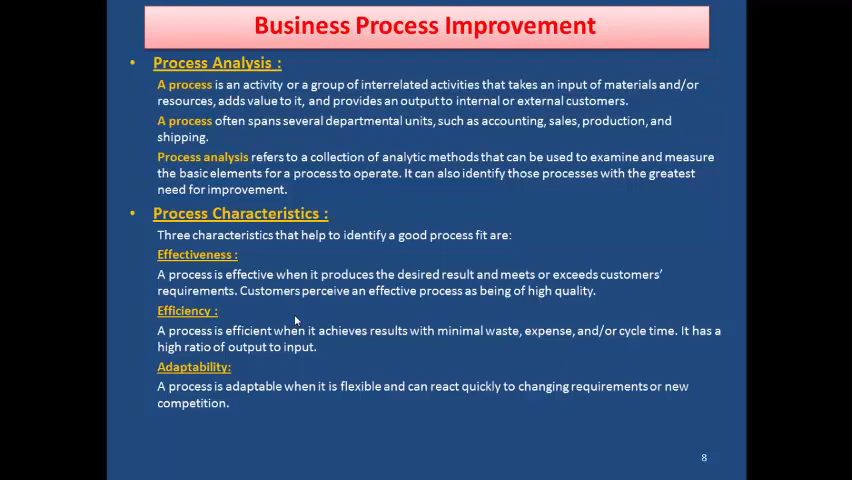 Business Process Improvement
• Process Analysis :
A process is an activity or a group of interrelated activities that takes an input of materials and/or
resources, adds value to it, and provides an output to internal or external customers.
A process often spans several departmental units, such as accounting, sales, production, and
shipping.
Process analysis refers to a collection of analytic methods that can be used to examine and measure
the basic elements for a process to operate. It can also identify those processes with the greatest
need for improvement.
• Process Characteristics :
Three characteristics that help to identify a good process fit are:
Effectiveness :
A process is effective when it produces the desired result and meets or exceeds customers’
requirements. Customers perceive an effective process as being of high quality.
Efficiency :
A process is efficient when it achieves results with minimal waste, expense, and/or cycle time. It has a
high ratio of output to input.
Adaptability:
A process is adaptable when it is flexible and can react quickly to changing requirements or new
competition.
8